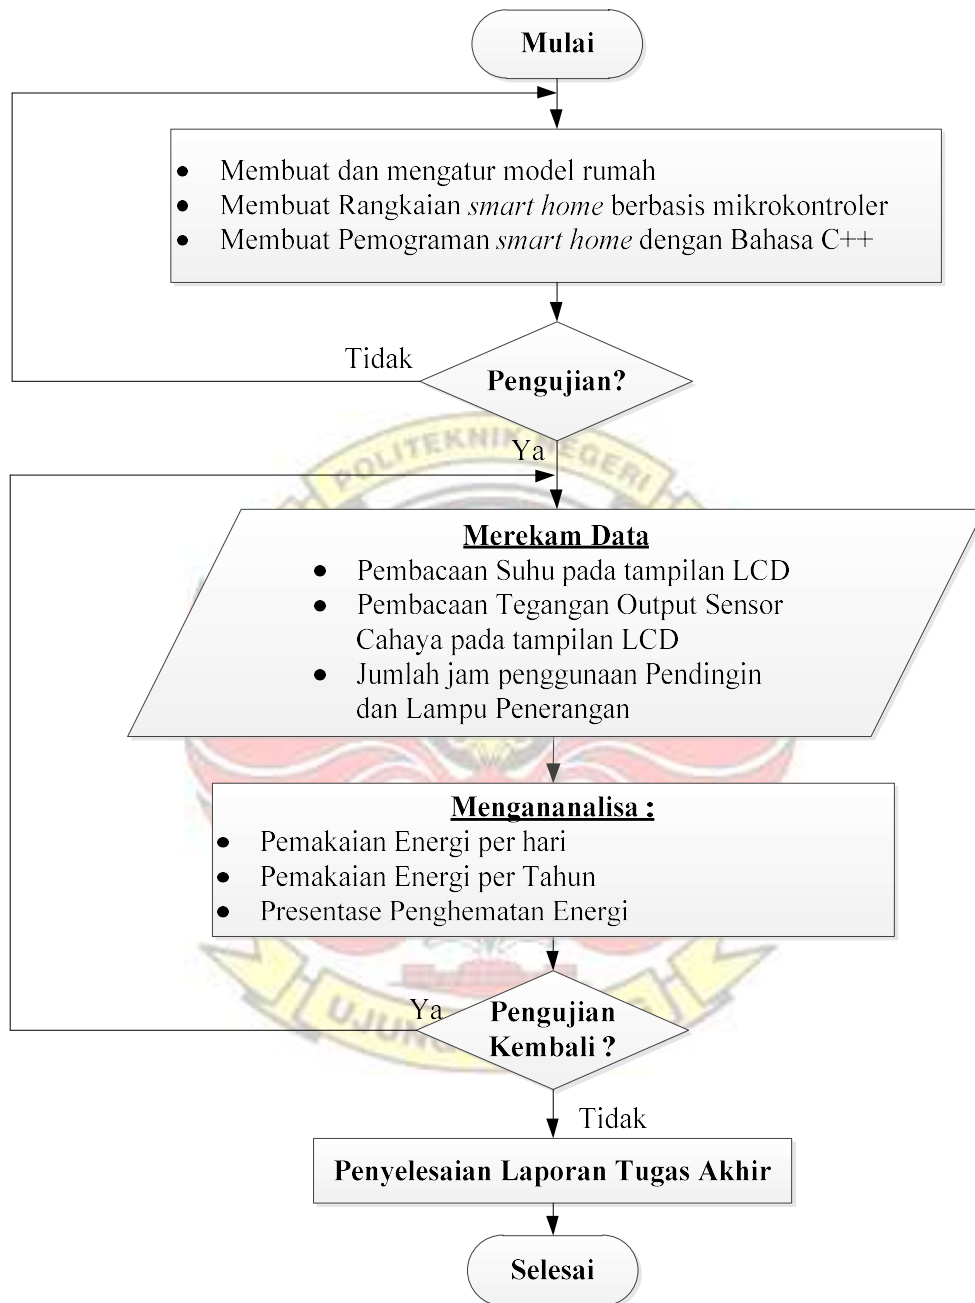 Mulai
• Membuat dan mengatur model rumah
• Membuat Rangkaian smart home berbasis mikrokontroler
• Membuat Pemograman smart home dengan Bahasa C++
Tidak
Pengujian?
Ya
POLITEKNIK NEGERI
Merekam Data
• Pembacaan Suhu pada tampilan LCD
• Pembacaan Tegangan Output Sensor
Cahaya pada tampilan LCD
• Jumlah jam penggunaan Pendingin
dan Lampu Penerangan
Mengananalisa :
• Pemakaian Energi per hari
• Pemakaian Energi per Tahun
• Presentase Penghematan Energi
Ya
Pengujian
Kembali ?
Tidak
Penyelesaian Laporan Tugas Akhir
Selesai